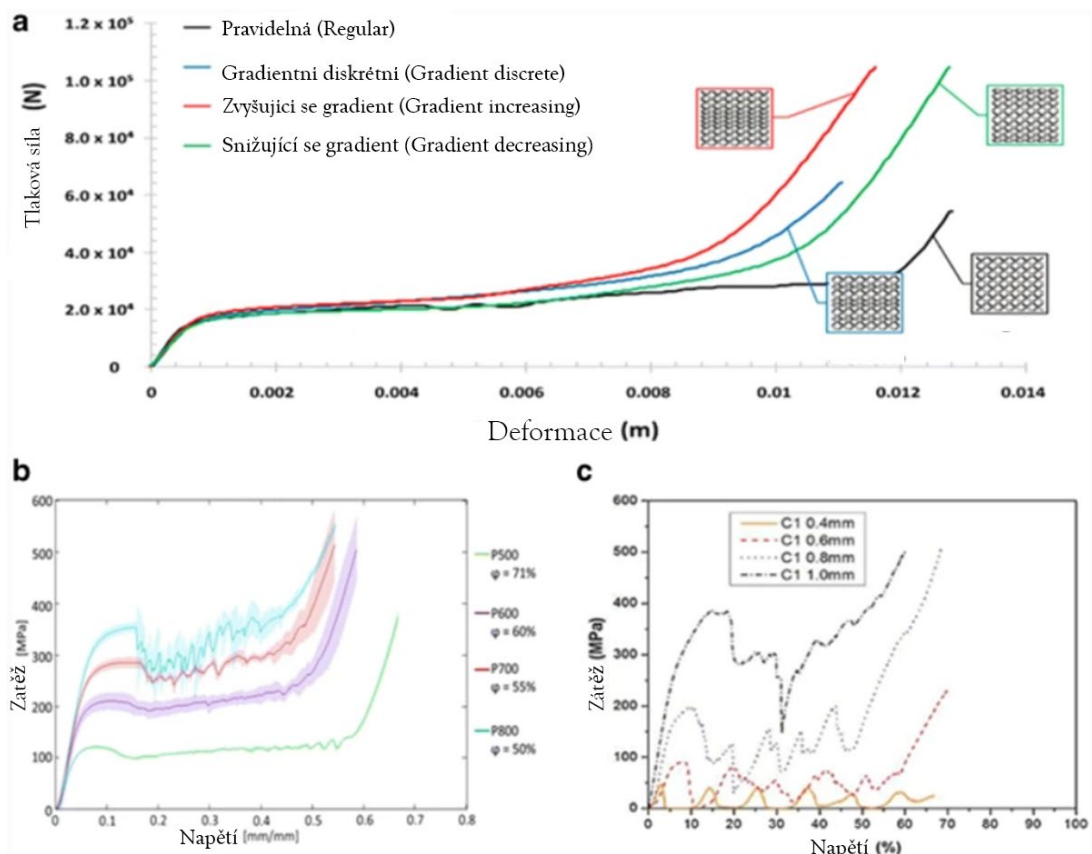 a
1.2 x 10⁵
1.0 x 10⁵
8.0 x 10⁴
6.0 x 10⁴
4.0 x 10⁴
2.0 x 10⁴
0
Tlaková síla (N)
Pravidelná (Regular)
Gradientni diskrétní (Gradient discrete)
Zvyšujici se gradient (Gradient increasing)
Snižující se gradient (Gradient decreasing)
0 0.002 0.004 0.006 0.008 0.01 0.012 0.014
Deformace (m)
b
600
500
400
300
200
100
0
Zatěž [MPa]
0 0.1 0.2 0.3 0.4 0.5 0.6 0.7 0.8
Napětí [mm/mm]
P500
φ = 71%
P600
φ = 60%
P700
φ = 55%
P800
φ = 50%
c
600
500
400
300
200
100
0
Zátěž (MPa)
C1 0.4mm
C1 0.6mm
C1 0.8mm
C1 1.0mm
0 10 20 30 40 50 60 70 80 90 100
Napětí (%)